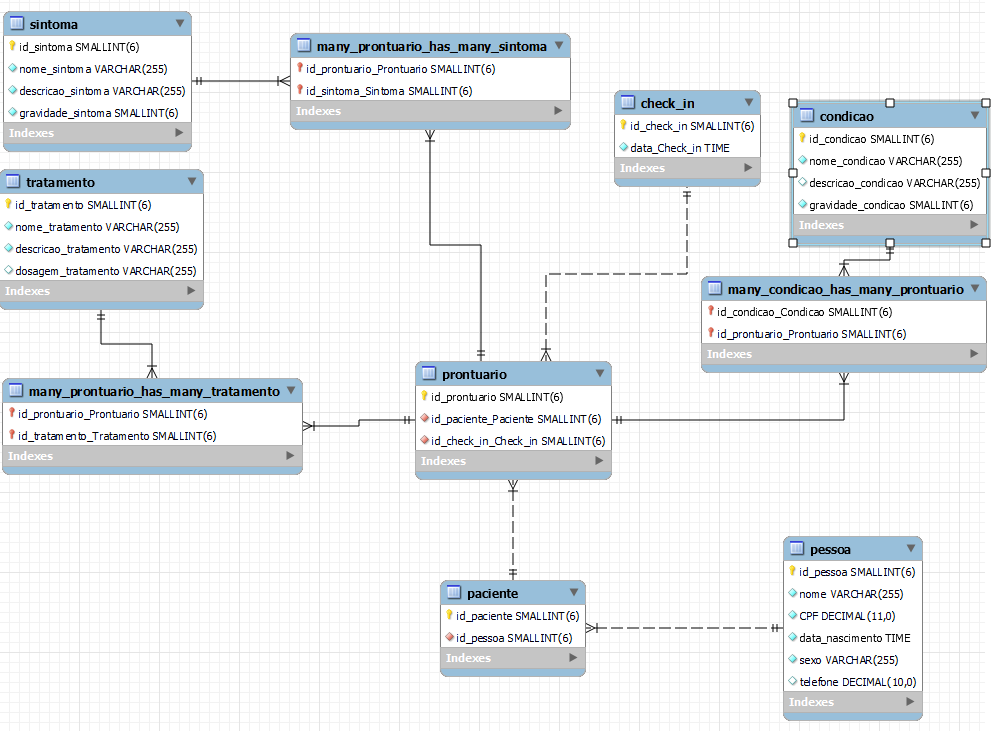 sintoma
id_sintoma SMALLINT(6)
nome_sintoma VARCHAR(255)
descricao_sintoma VARCHAR(255)
gravidade_sintoma SMALLINT(6)
Indexes
many_prontuario_has_many_sintoma
id_prontuario_Prontuario SMALLINT(6)
id_sintoma_Sintoma SMALLINT(6)
Indexes
check_in
id_check_in SMALLINT(6)
data_Check_in TIME
Indexes
condicao
id_condicao SMALLINT(6)
nome_condicao VARCHAR(255)
descricao_condicao VARCHAR(255)
gravidade_condicao SMALLINT(6)
Indexes
tratamento
id_tratamento SMALLINT(6)
nome_tratamento VARCHAR(255)
descricao_tratamento VARCHAR(255)
dosagem_tratamento VARCHAR(255)
Indexes
many_condicao_has_many_prontuario
id_condicao_Condicao SMALLINT(6)
id_prontuario_Prontuario SMALLINT(6)
Indexes
many_prontuario_has_many_tratamento
id_prontuario_Prontuario SMALLINT(6)
id_tratamento_Tratamento SMALLINT(6)
Indexes
prontuario
id_prontuario SMALLINT(6)
id_paciente_Paciente SMALLINT(6)
id_check_in_Check_in SMALLINT(6)
Indexes
paciente
id_paciente SMALLINT(6)
id_pessoa SMALLINT(6)
Indexes
pessoa
id_pessoa SMALLINT(6)
nome VARCHAR(255)
CPF DECIMAL(11,0)
data_nascimento TIME
sexo VARCHAR(255)
telefone DECIMAL(10,0)
Indexes